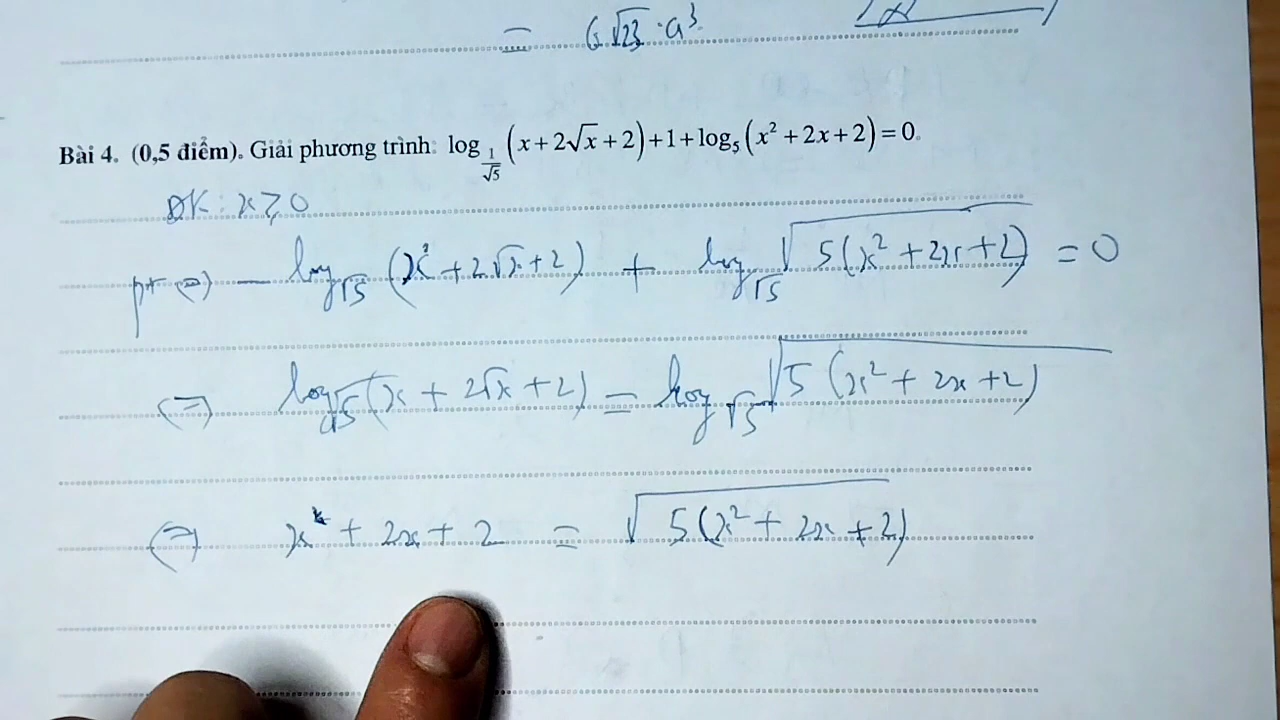 = 6√23 · a³
Bài 4. (0,5 điểm). Giải phương trình: log_{1/√5}(x + 2√x + 2) + 1 + log₅(x² + 2x + 2) = 0.
ĐK: x ⩾ 0
pt ⇔ − log_{√5}(x² + 2√x + 2) + log_{√5}√(5(x² + 2x + 2)) = 0
⇔ log_{√5}(x + 2√x + 2) = log_{√5}√(5(x² + 2x + 2))
⇔ x + 2x + 2 = √(5(x² + 2x + 2))